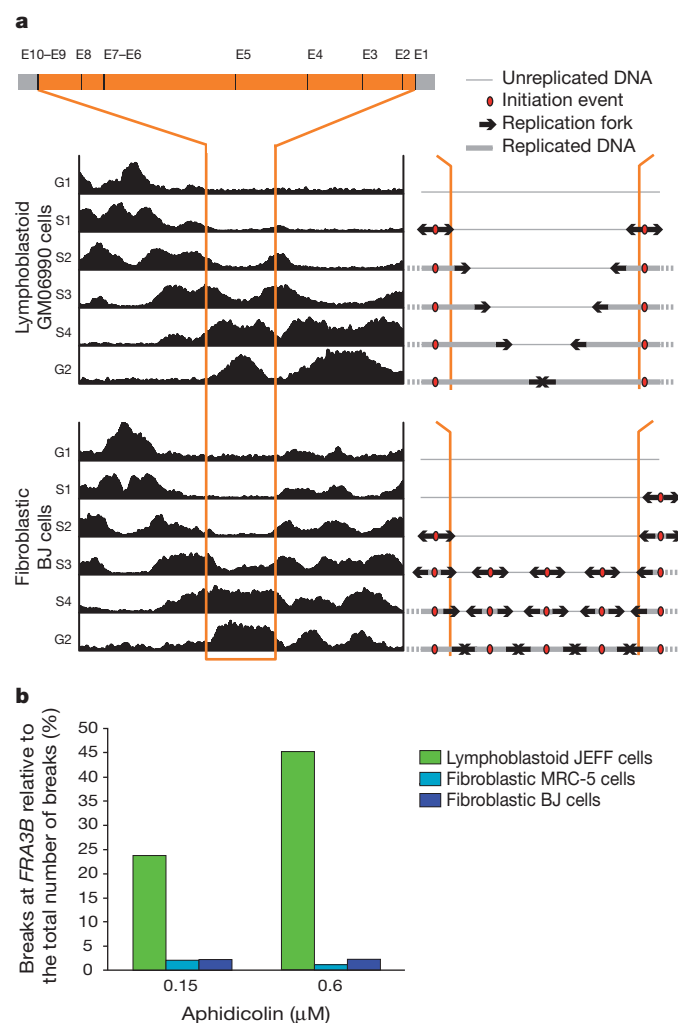 a
E10–E9 E8 E7–E6 E5 E4 E3 E2 E1
Unreplicated DNA
Initiation event
Replication fork
Replicated DNA
Lymphoblastoid
GM06990 cells
G1
S1
S2
S3
S4
G2
Fibroblastic
BJ cells
G1
S1
S2
S3
S4
G2
b
Breaks at FRA3B relative to
the total number of breaks (%)
50
45
40
35
30
25
20
15
10
5
0
0.15 0.6
Aphidicolin (µM)
Lymphoblastoid JEFF cells
Fibroblastic MRC-5 cells
Fibroblastic BJ cells